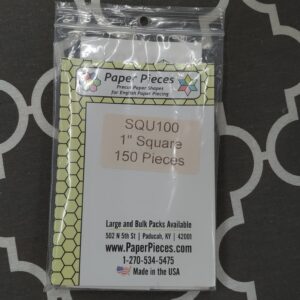 Paper Pieces
Precut Paper Shapes
for English Paper Piecing
SQU100
1" Square
150 Pieces
Large and Bulk Packs Available
502 N 5th St | Paducah, KY | 42001
www.PaperPieces.com
1-270-534-5475
Made in the USA